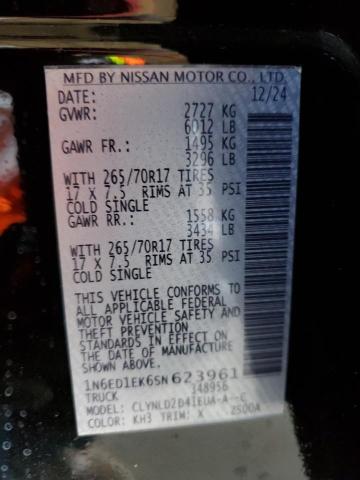 MFD BY NISSAN MOTOR CO., LTD.
DATE: 12/24
GVWR: 2727 KG
6012 LB
GAWR FR.: 1495 KG
3296 LB
WITH 265/70R17 TIRES
17 X 7.5 RIMS AT 35 PSI
COLD SINGLE
GAWR RR.: 1558 KG
3434 LB
WITH 265/70R17 TIRES
17 X 7.5 RIMS AT 35 PSI
COLD SINGLE
THIS VEHICLE CONFORMS TO
ALL APPLICABLE FEDERAL
MOTOR VEHICLE SAFETY AND
THEFT PREVENTION
STANDARDS IN EFFECT ON
THE DATE OF MANUFACTURE
SHOWN ABOVE
1N6ED1EK6SN623961
TRUCK 348956
MODEL:
COLOR: KH3 TRIM: X 2500A